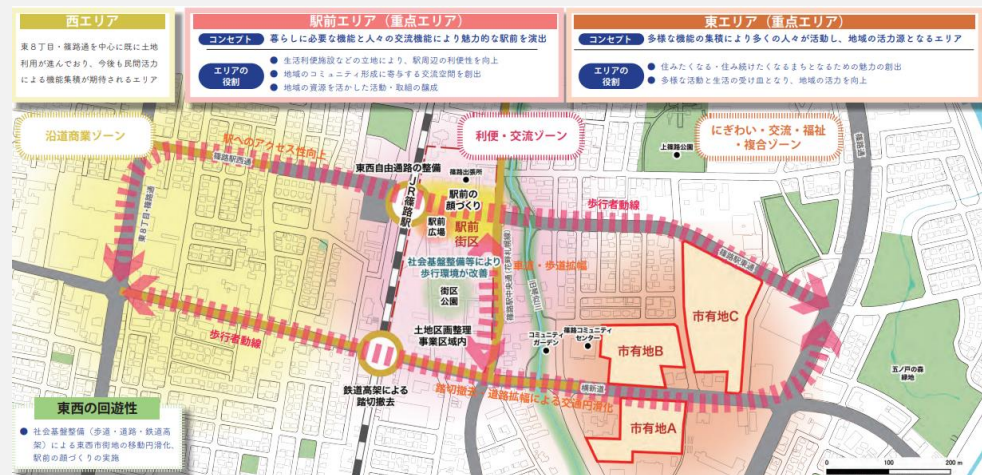 西エリア
東8丁目・篠路通を中心に既に土地
利用が進んでおり、今後も民間活力
による機能集積が期待されるエリア
駅前エリア（重点エリア）
コンセプト 暮らしに必要な機能と人々の交流機能により魅力的な駅前を演出
エリアの
役割
● 生活利便施設などの立地により、駅周辺の利便性を向上
● 地域のコミュニティ形成に寄与する交流空間を創出
● 地域の資源を活かした活動・取組の醸成
東エリア（重点エリア）
コンセプト 多様な機能の集積により多くの人々が活動し、地域の活力源となるエリア
エリアの
役割
● 住みたくなる・住み続けたくなるまちとなるための魅力の創出
● 多様な活動と生活の受け皿となり、地域の活力を向上
沿道商業ゾーン
利便・交流ゾーン
にぎわい・交流・福祉
・複合ゾーン
駅へのアクセス性向上
篠路駅西通
東西自由通路の整備
篠路出張所
上篠路公園
篠路通
JR篠路駅
駅前の
顔づくり
駅前
広場
駅前
街区
歩行者動線
東8丁目・篠路通
社会基盤整備等により
歩行環境が改善
車道・歩道拡幅
篠路駅東通
街区
公園
市有地C
土地区画整理
事業区域内
コミュニティ
ガーデン
篠路コミュニティ
センター
市有地B
歩行者動線
鉄道高架による
踏切撤去
踏切撤去・道路拡幅による交通円滑化
横新道
市有地A
五ノ戸の森
緑地
東西の回遊性
● 社会基盤整備（歩道・道路・鉄道高
架）による東西市街地の移動円滑化、
駅前の顔づくりの実施
0 100 200 m